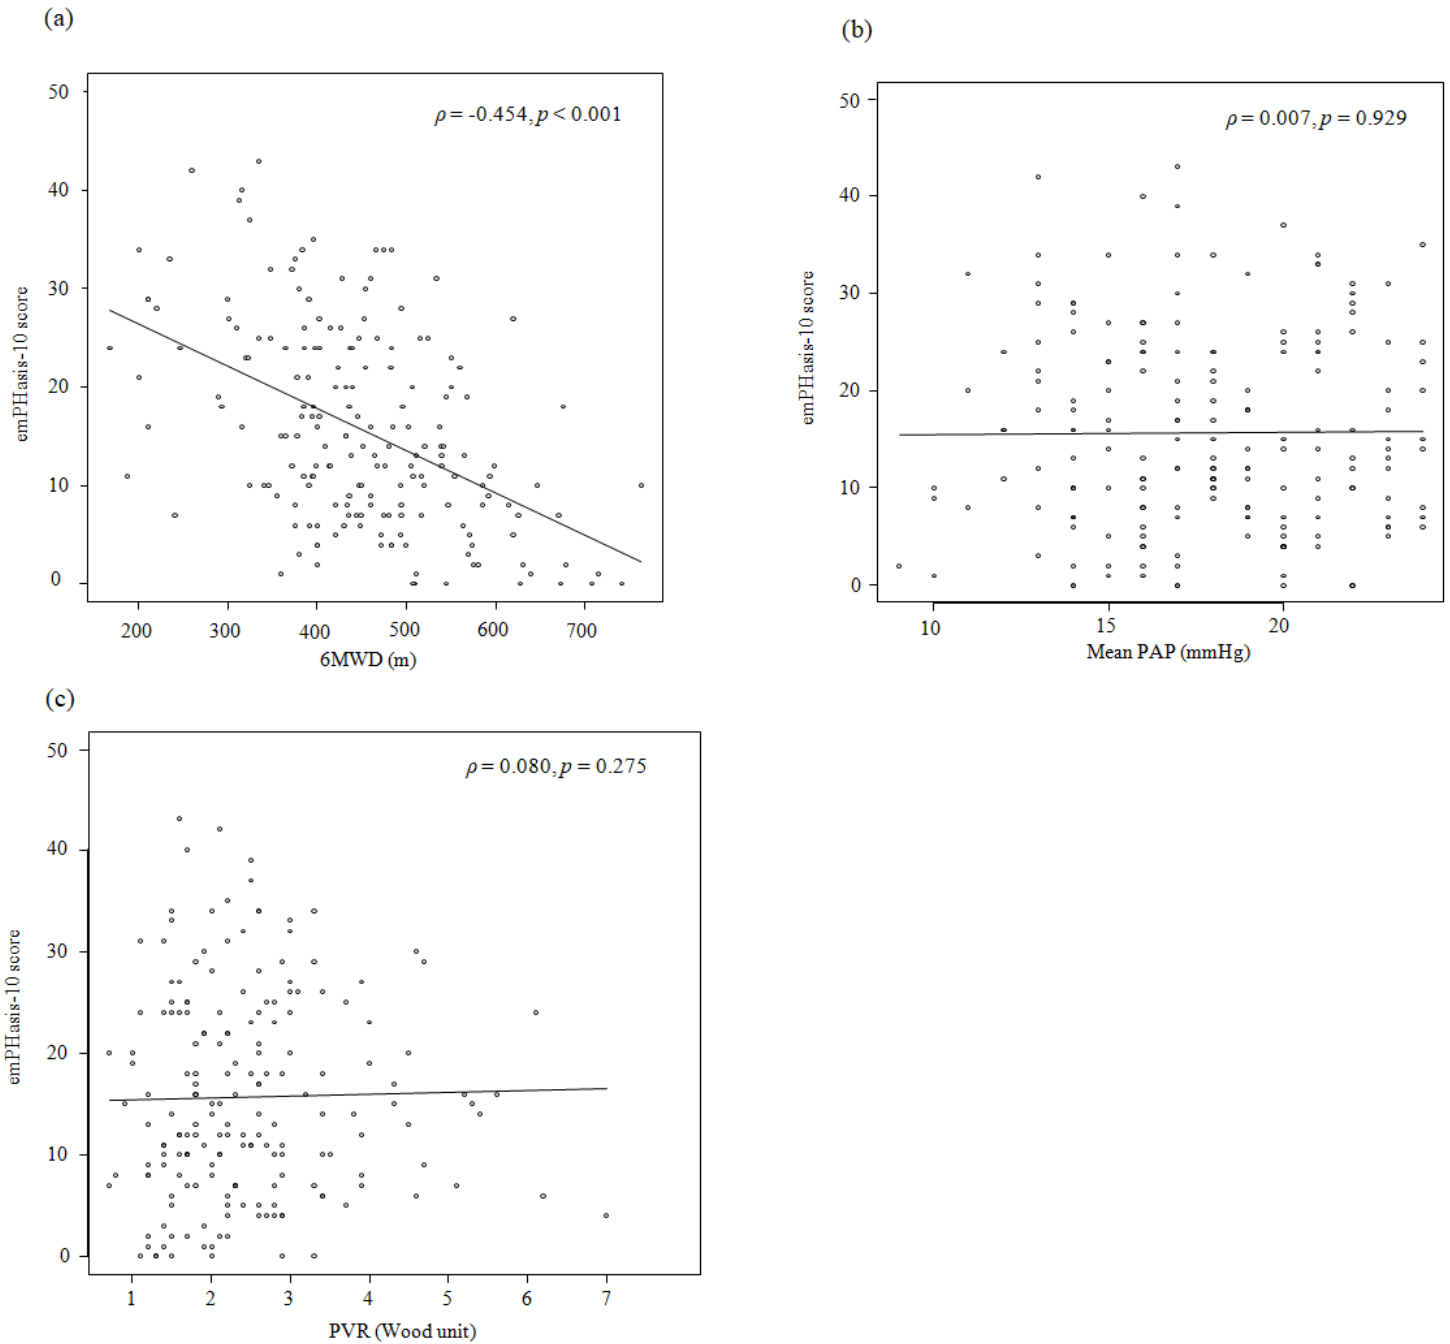 (a)
50
40
30
20
10
0
emPHasis-10 score
ρ = -0.454, p < 0.001
200 300 400 500 600 700
6MWD (m)
(b)
50
40
30
20
10
0
emPHasis-10 score
ρ = 0.007, p = 0.929
10 15 20
Mean PAP (mmHg)
(c)
50
40
30
20
10
0
emPHasis-10 score
ρ = 0.080, p = 0.275
1 2 3 4 5 6 7
PVR (Wood unit)